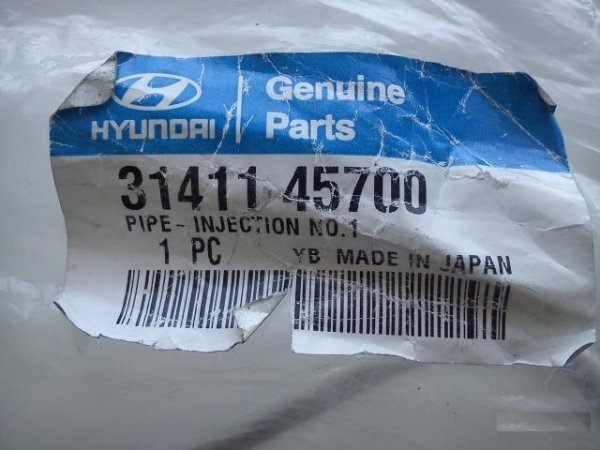 HYUNDAI
Genuine
Parts
31411 45700
PIPE - INJECTION NO.1
1 PC YB MADE IN JAPAN